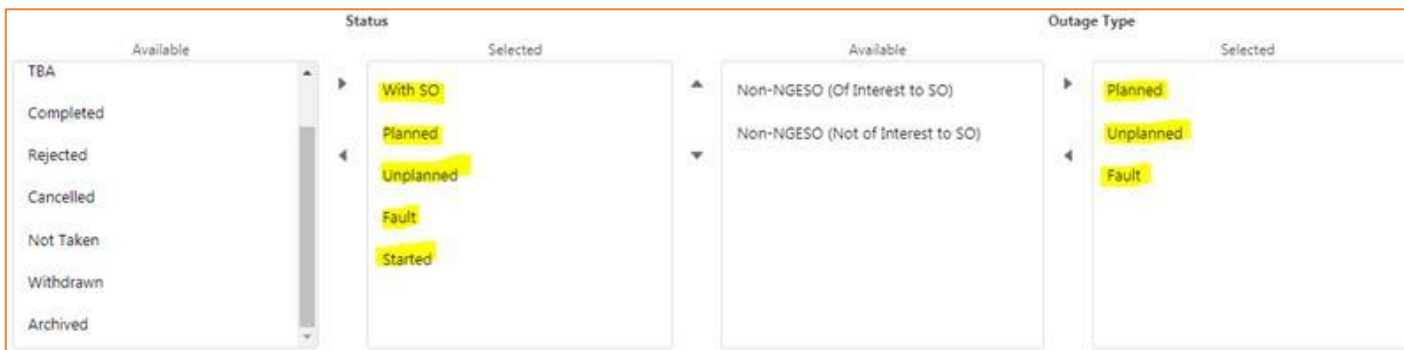 Status
Available
TBA
Completed
Rejected
Cancelled
Not Taken
Withdrawn
Archived
Selected
With SO
Planned
Unplanned
Fault
Started
Outage Type
Available
Non-NGESO (Of Interest to SO)
Non-NGESO (Not of Interest to SO)
Selected
Planned
Unplanned
Fault